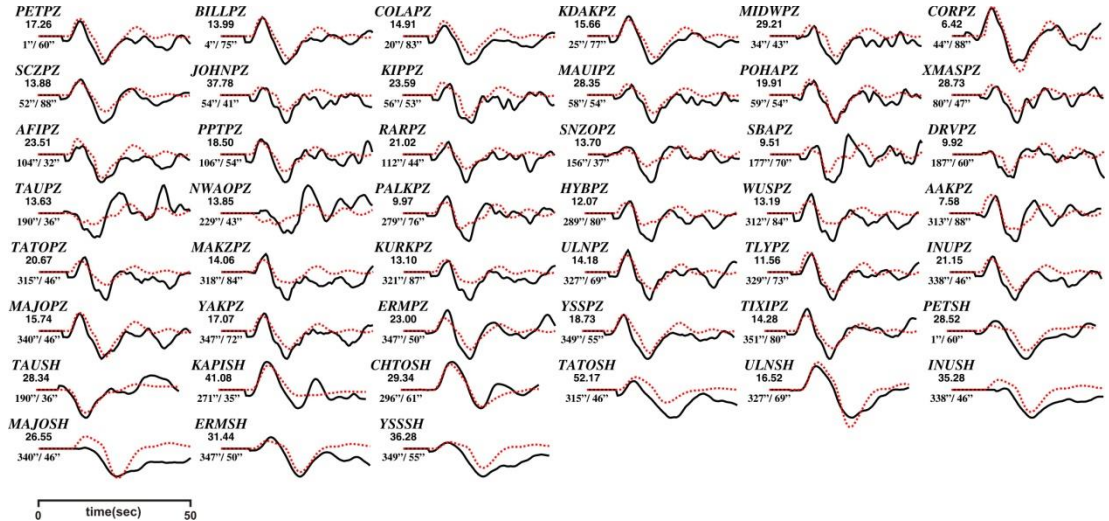 PETPZ
17.26
1"/ 60"
BILLPZ
13.99
4"/ 75"
COLAPZ
14.91
20"/ 83"
KDAKPZ
15.66
25"/ 77"
MIDWPZ
29.21
34"/ 43"
CORPZ
6.42
44"/ 88"
SCZPZ
13.88
52"/ 88"
JOHNPZ
37.78
54"/ 41"
KIPPZ
23.59
56"/ 53"
MAUIPZ
28.35
58"/ 54"
POHAPZ
19.91
59"/ 54"
XMASPZ
28.73
80"/ 47"
AFIPZ
23.51
104"/ 32"
PPTPZ
18.50
106"/ 54"
RARPZ
21.02
112"/ 44"
SNZOPZ
13.70
156"/ 37"
SBAPZ
9.51
177"/ 70"
DRVPZ
9.92
187"/ 60"
TAUPZ
13.63
190"/ 36"
NWAOPZ
13.85
229"/ 43"
PALKPZ
9.97
279"/ 76"
HYBPZ
12.07
289"/ 80"
WUSPZ
13.19
312"/ 84"
AAKPZ
7.58
313"/ 88"
TATOPZ
20.67
315"/ 46"
MAKZPZ
14.06
318"/ 84"
KURKPZ
13.10
321"/ 87"
ULNPZ
14.18
327"/ 69"
TLYPZ
11.56
329"/ 73"
INUPZ
21.15
338"/ 46"
MAJOPZ
15.74
340"/ 46"
YAKPZ
17.07
347"/ 72"
ERMPZ
23.00
347"/ 50"
YSSPZ
18.73
349"/ 55"
TIXIPZ
14.28
351"/ 80"
PETSH
28.52
1"/ 60"
TAUSH
28.34
190"/ 36"
KAPISH
41.08
271"/ 35"
CHTOSH
29.34
296"/ 61"
TATOSH
52.17
315"/ 46"
ULNSH
16.52
327"/ 69"
INUSH
35.28
338"/ 46"
MAJOSH
26.55
340"/ 46"
ERMSH
31.44
347"/ 50"
YSSSH
36.28
349"/ 55"
0 time(sec) 50